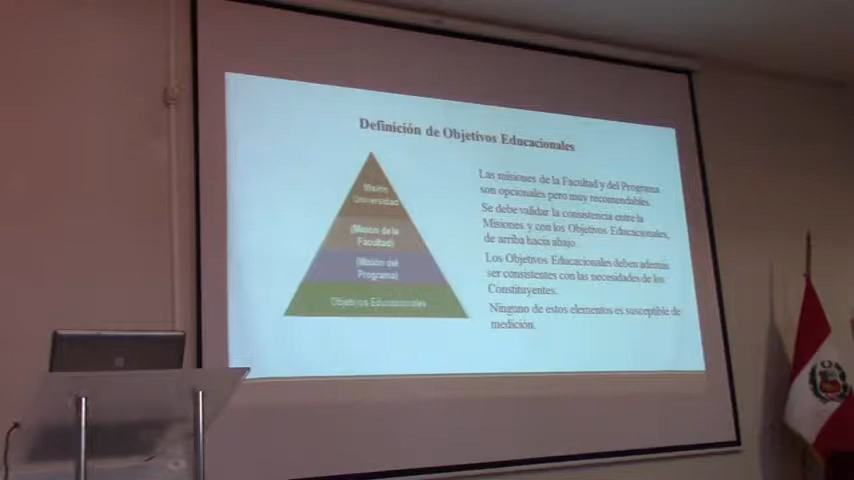 Definición de Objetivos Educacionales
Misión
Universidad
(Misión de la
Facultad)
(Misión del
Programa)
Objetivos Educacionales
Las misiones de la Facultad y del Programa
son opcionales pero muy recomendables.
Se debe validar la consistencia entre la
Misiones y con los Objetivos Educacionales,
de arriba hacia abajo.
Los Objetivos Educacionales deben además
ser consistentes con las necesidades de los
Constituyentes.
Ninguno de estos elementos es susceptible de
medición.